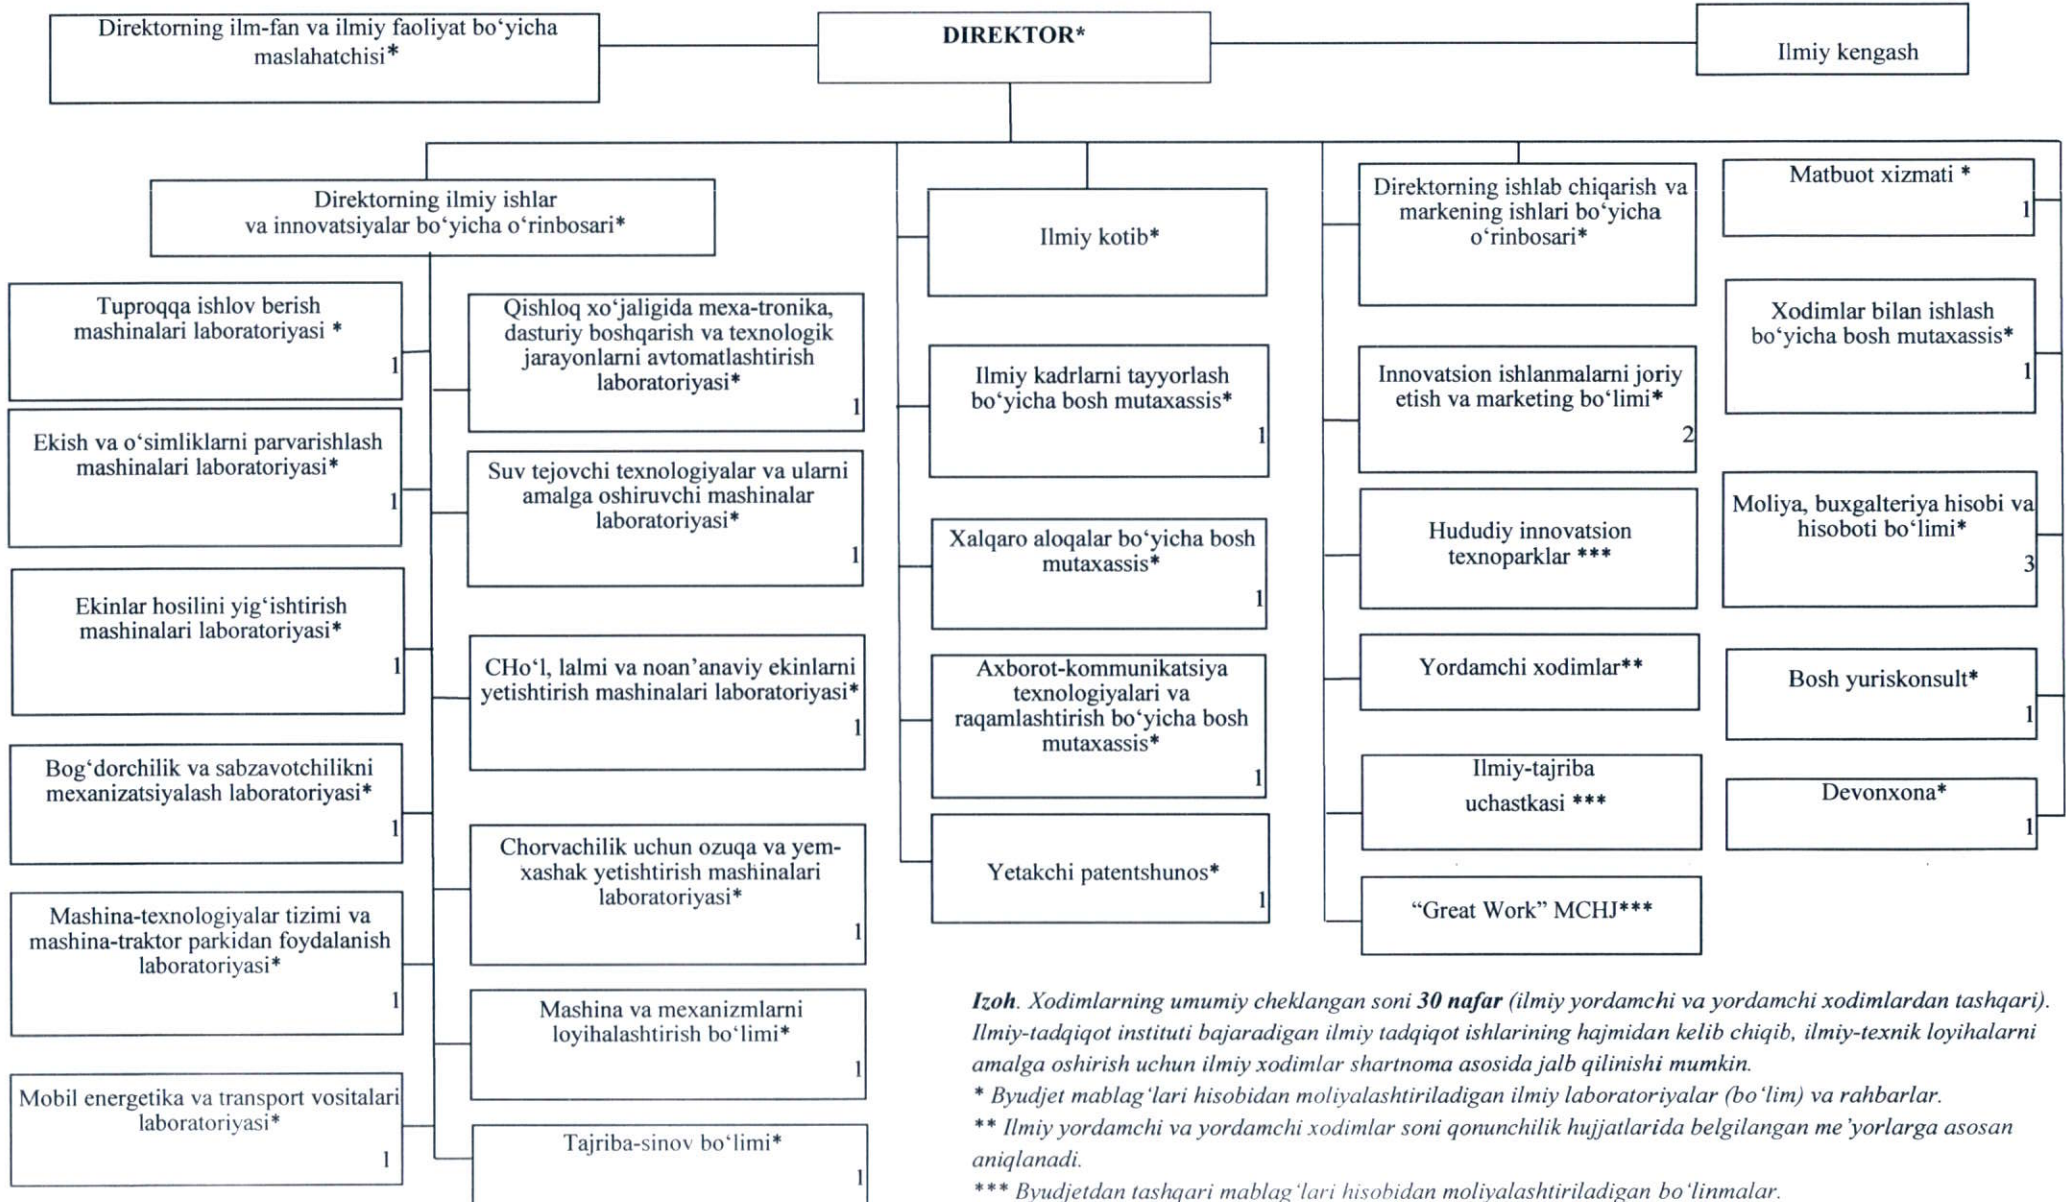 Direktorning ilm-fan va ilmiy faoliyat bo‘yicha
maslahatchisi*
DIREKTOR*
Ilmiy kengash
Direktorning ilmiy ishlar
va innovatsiyalar bo‘yicha o‘rinbosari*
Tuproqqa ishlov berish
mashinalari laboratoriyasi *
1
Ekish va o‘simliklarni parvarishlash
mashinalari laboratoriyasi*
1
Ekinlar hosilini yig‘ishtirish
mashinalari laboratoriyasi*
1
Bog‘dorchilik va sabzavotchilikni
mexanizatsiyalash laboratoriyasi*
1
Mashina-texnologiyalar tizimi va
mashina-traktor parkidan foydalanish
laboratoriyasi*
1
Mobil energetika va transport vositalari
laboratoriyasi*
1
Qishloq xo‘jaligida mexa-tronika,
dasturiy boshqarish va texnologik
jarayonlarni avtomatlashtirish
laboratoriyasi*
1
Suv tejovchi texnologiyalar va ularni
amalga oshiruvchi mashinalar
laboratoriyasi*
1
CHo‘l, lalmi va noan’anaviy ekinlarni
yetishtirish mashinalari laboratoriyasi*
1
Chorvachilik uchun ozuqa va yem-
xashak yetishtirish mashinalari
laboratoriyasi*
1
Mashina va mexanizmlarni
loyihalashtirish bo‘limi*
1
Tajriba-sinov bo‘limi*
1
Ilmiy kotib*
Ilmiy kadrlarni tayyorlash
bo‘yicha bosh mutaxassis*
1
Xalqaro aloqalar bo‘yicha bosh
mutaxassis*
1
Axborot-kommunikatsiya
texnologiyalari va
raqamlashtirish bo‘yicha bosh
mutaxassis*
1
Yetakchi patentshunos*
1
Direktorning ishlab chiqarish va
markening ishlari bo‘yicha
o‘rinbosari*
Innovatsion ishlanmalarni joriy
etish va marketing bo‘limi*
2
Hududiy innovatsion
texnoparklar ***
Yordamchi xodimlar**
Ilmiy-tajriba
uchastkasi ***
“Great Work” MCHJ***
Matbuot xizmati *
1
Xodimlar bilan ishlash
bo‘yicha bosh mutaxassis*
1
Moliya, buxgalteriya hisobi va
hisoboti bo‘limi*
3
Bosh yuriskonsult*
1
Devonxona*
1
Izoh. Xodimlarning umumiy cheklangan soni 30 nafar (ilmiy yordamchi va yordamchi xodimlardan tashqari).
Ilmiy-tadqiqot instituti bajaradigan ilmiy tadqiqot ishlarining hajmidan kelib chiqib, ilmiy-texnik loyihalarni
amalga oshirish uchun ilmiy xodimlar shartnoma asosida jalb qilinishi mumkin.
* Byudjet mablag‘lari hisobidan moliyalashtiriladigan ilmiy laboratoriyalar (bo‘lim) va rahbarlar.
** Ilmiy yordamchi va yordamchi xodimlar soni qonunchilik hujjatlarida belgilangan me’yorlarga asosan
aniqlanadi.
*** Byudjetdan tashqari mablag‘lari hisobidan moliyalashtiriladigan bo‘linmalar.